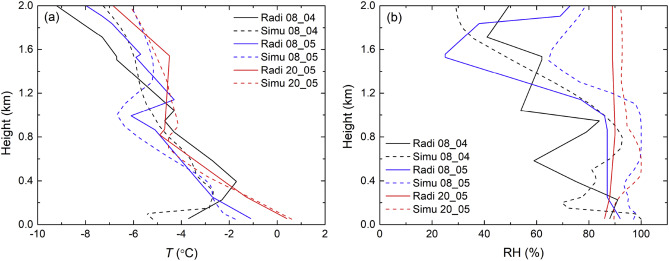 (a)
Radi 08_04
Simu 08_04
Radi 08_05
Simu 08_05
Radi 20_05
Simu 20_05
Height (km)
2.0
1.6
1.2
0.8
0.4
0.0
-10 -8 -6 -4 -2 0 2
T (°C)
(b)
Radi 08_04
Simu 08_04
Radi 08_05
Simu 08_05
Radi 20_05
Simu 20_05
Height (km)
2.0
1.6
1.2
0.8
0.4
0.0
20 40 60 80 100
RH (%)